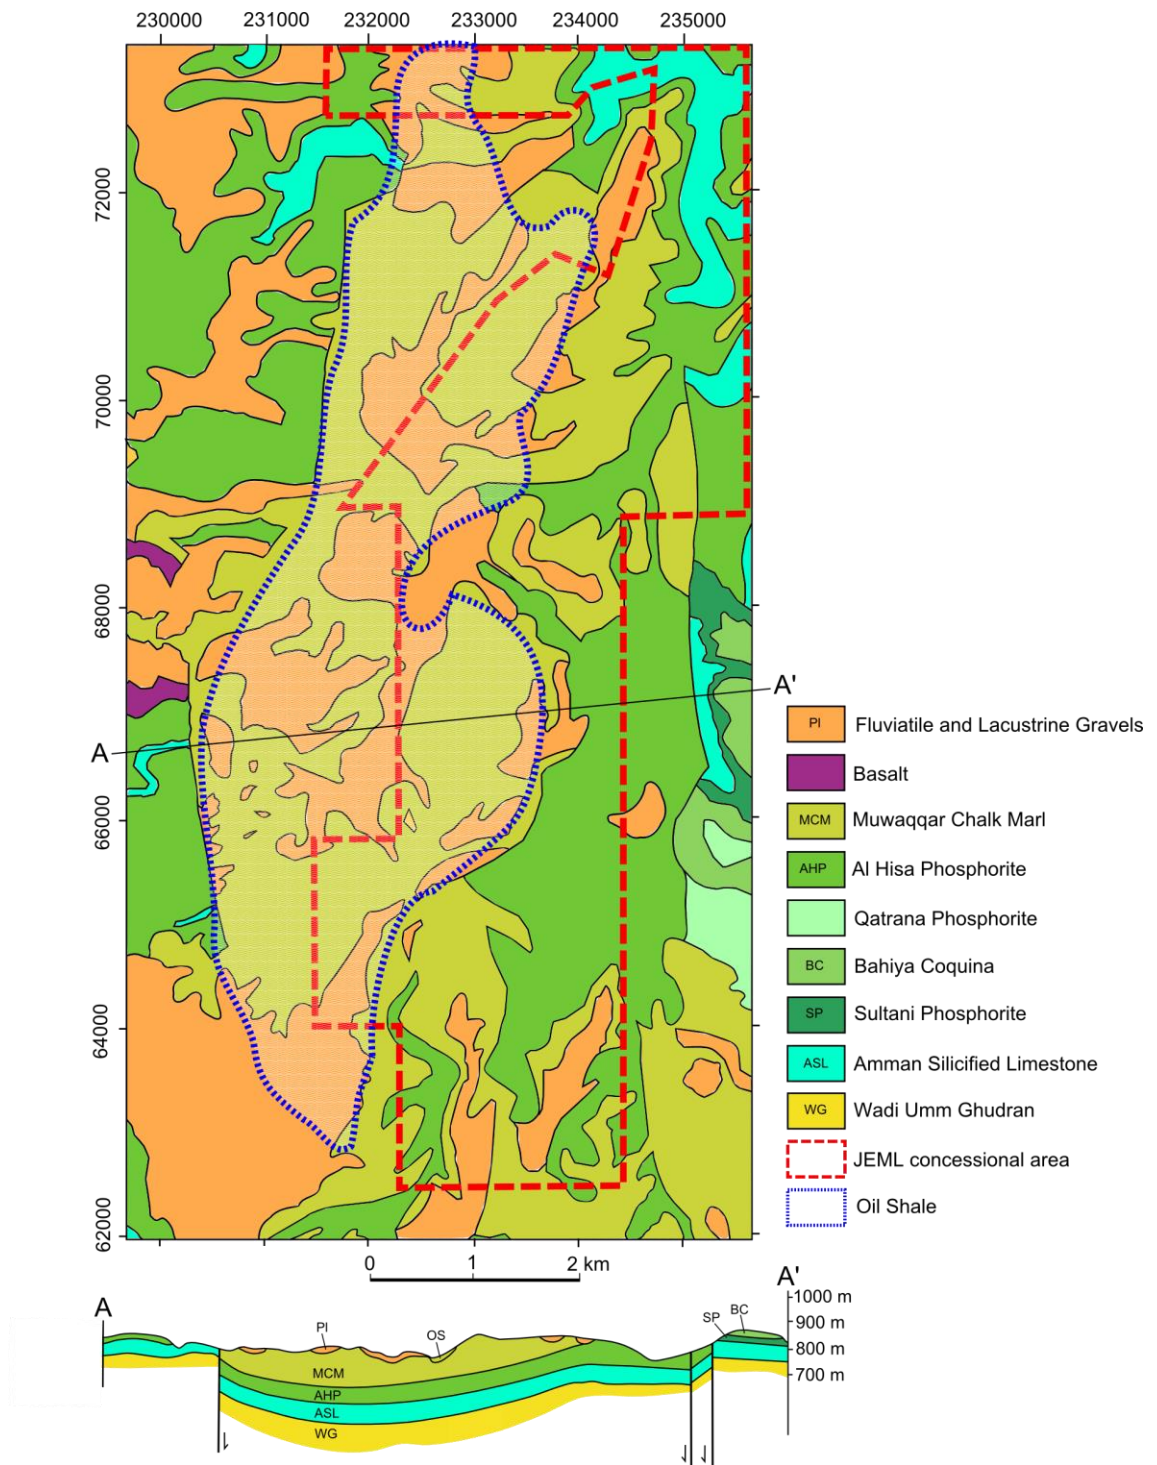 230000 231000 232000 233000 234000 235000
72000
70000
68000
66000
64000
62000
A
A'
PI Fluviatile and Lacustrine Gravels
Basalt
MCM Muwaqqar Chalk Marl
AHP Al Hisa Phosphorite
Qatrana Phosphorite
BC Bahiya Coquina
SP Sultani Phosphorite
ASL Amman Silicified Limestone
WG Wadi Umm Ghudran
JEML concessional area
Oil Shale
0 1 2 km
A
A'
PI
OS
SP
BC
MCM
AHP
ASL
WG
1000 m
900 m
800 m
700 m